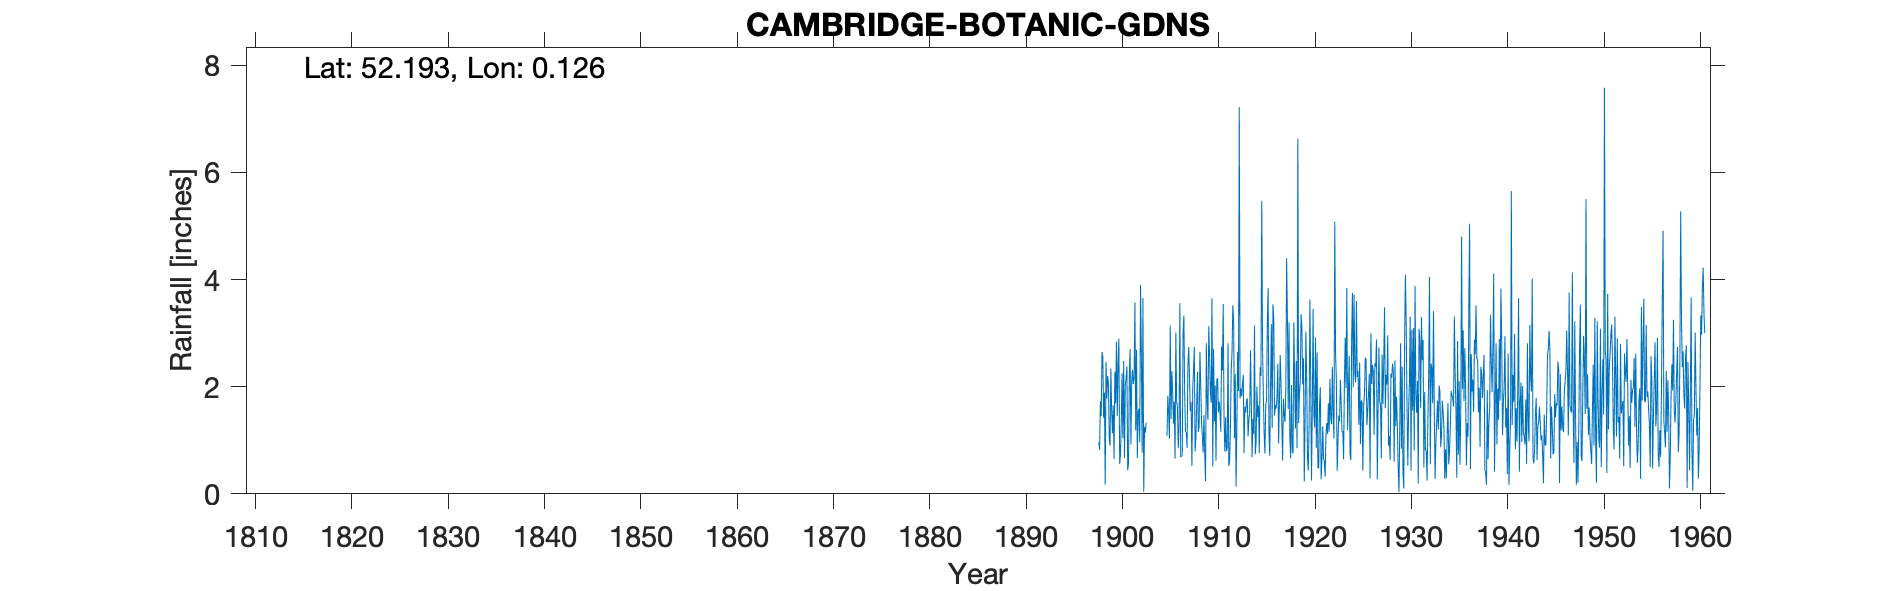 CAMBRIDGE-BOTANIC-GDNS
Lat: 52.193, Lon: 0.126
8
6
4
2
0
Rainfall [inches]
1810 1820 1830 1840 1850 1860 1870 1880 1890 1900 1910 1920 1930 1940 1950 1960
Year